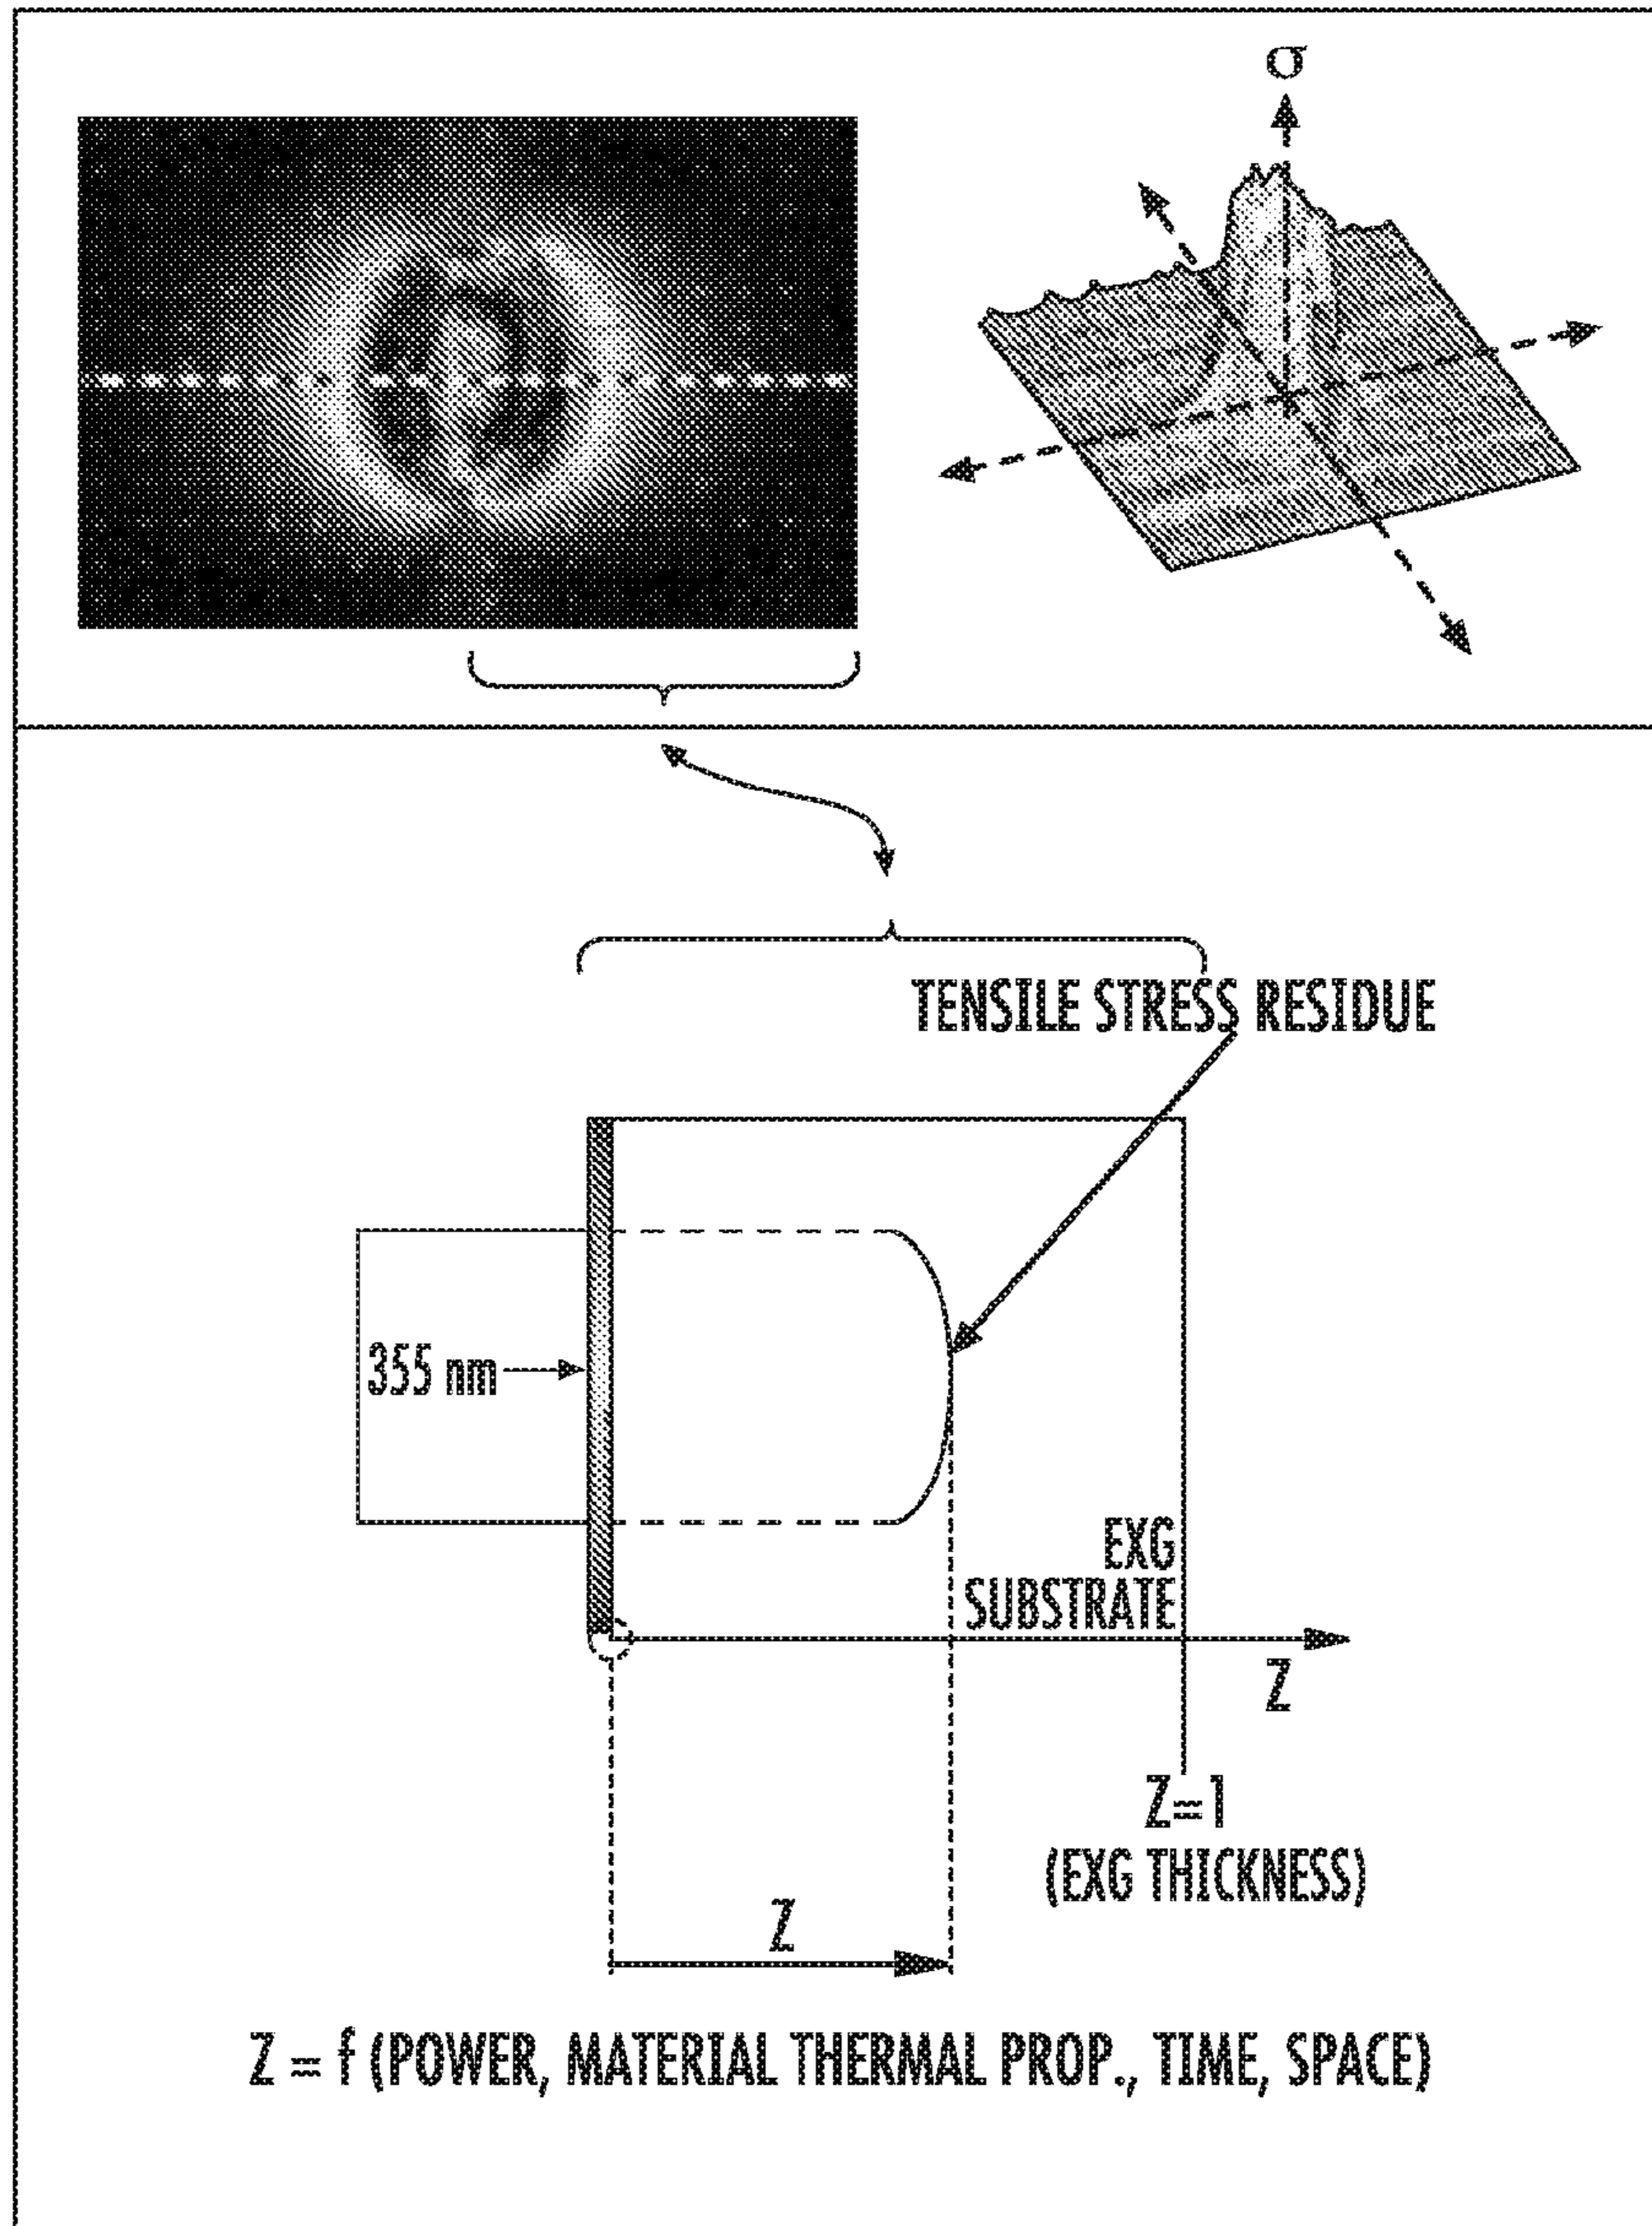 σ
TENSILE STRESS RESIDUE
355 nm
EXG
SUBSTRATE
Z
Z=1
(EXG THICKNESS)
Z
Z = f (POWER, MATERIAL THERMAL PROP., TIME, SPACE)